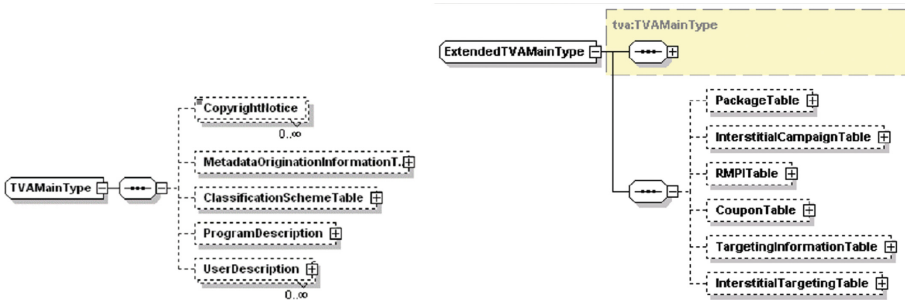 TVAMainType
CopyrightNotice
0..∞
MetadataOriginationInformationT..
ClassificationSchemeTable
ProgramDescription
UserDescription
0..∞
tva:TVAMainType
ExtendedTVAMainType
PackageTable
InterstitialCampaignTable
RMPITable
CouponTable
TargetingInformationTable
InterstitialTargetingTable